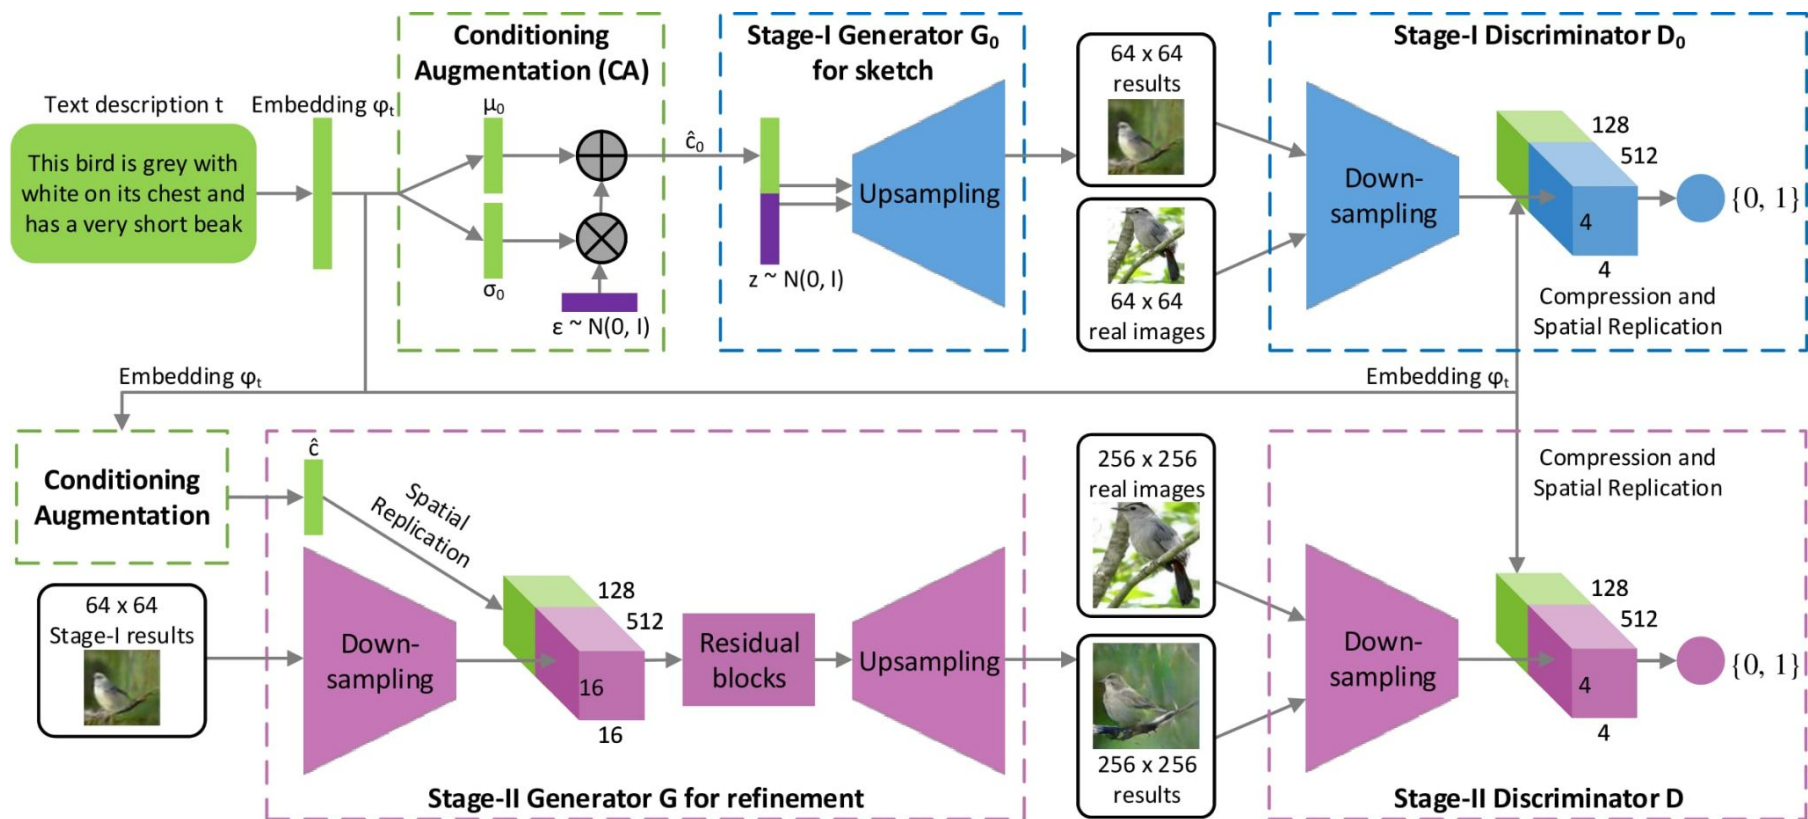 Text description t
This bird is grey with
white on its chest and
has a very short beak
Embedding φt
Conditioning
Augmentation (CA)
μ0
σ0
ε ~ N(0, I)
ĉ0
Stage-I Generator G0
for sketch
z ~ N(0, I)
Upsampling
64 x 64
results
64 x 64
real images
Stage-I Discriminator D0
Down-
sampling
128
512
4
4
{0, 1}
Compression and
Spatial Replication
Embedding φt
Embedding φt
Conditioning
Augmentation
64 x 64
Stage-I results
ĉ
Spatial
Replication
Down-
sampling
128
512
16
16
Residual
blocks
Upsampling
Stage-II Generator G for refinement
256 x 256
real images
256 x 256
results
Compression and
Spatial Replication
Down-
sampling
128
512
4
4
{0, 1}
Stage-II Discriminator D